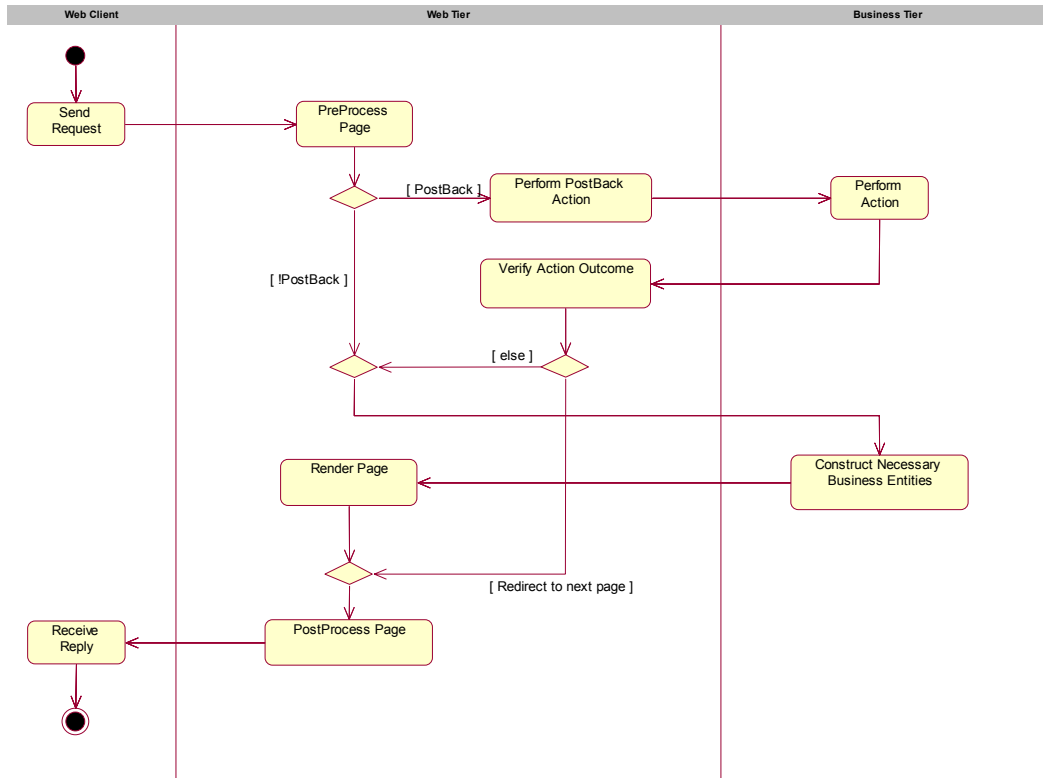 Web Client
Web Tier
Business Tier
Send
Request
PreProcess
Page
[ PostBack ]
Perform PostBack
Action
Perform
Action
[ !PostBack ]
Verify Action Outcome
[ else ]
Render Page
Construct Necessary
Business Entities
[ Redirect to next page ]
Receive
Reply
PostProcess Page